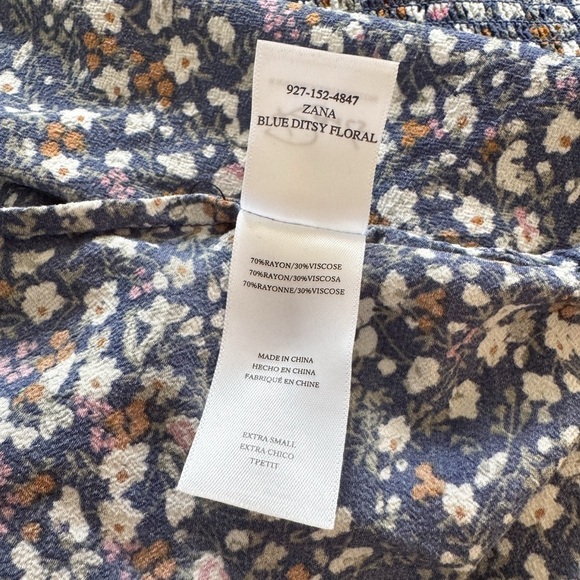 927-152-4847
ZANA
BLUE DITSY FLORAL
70%RAYON/30%VISCOSE
70%RAYON/30%VISCOSA
70%RAYONNE/30%VISCOSE
MADE IN CHINA
HECHO EN CHINA
FABRIQUÉ EN CHINE
EXTRA SMALL
EXTRA CHICO
TPETIT